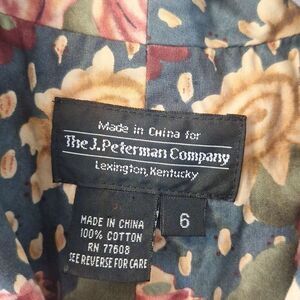 Made in China for
The J. Peterman Company
Lexington, Kentucky
6
MADE IN CHINA
100% COTTON
RN 77608
SEE REVERSE FOR CARE